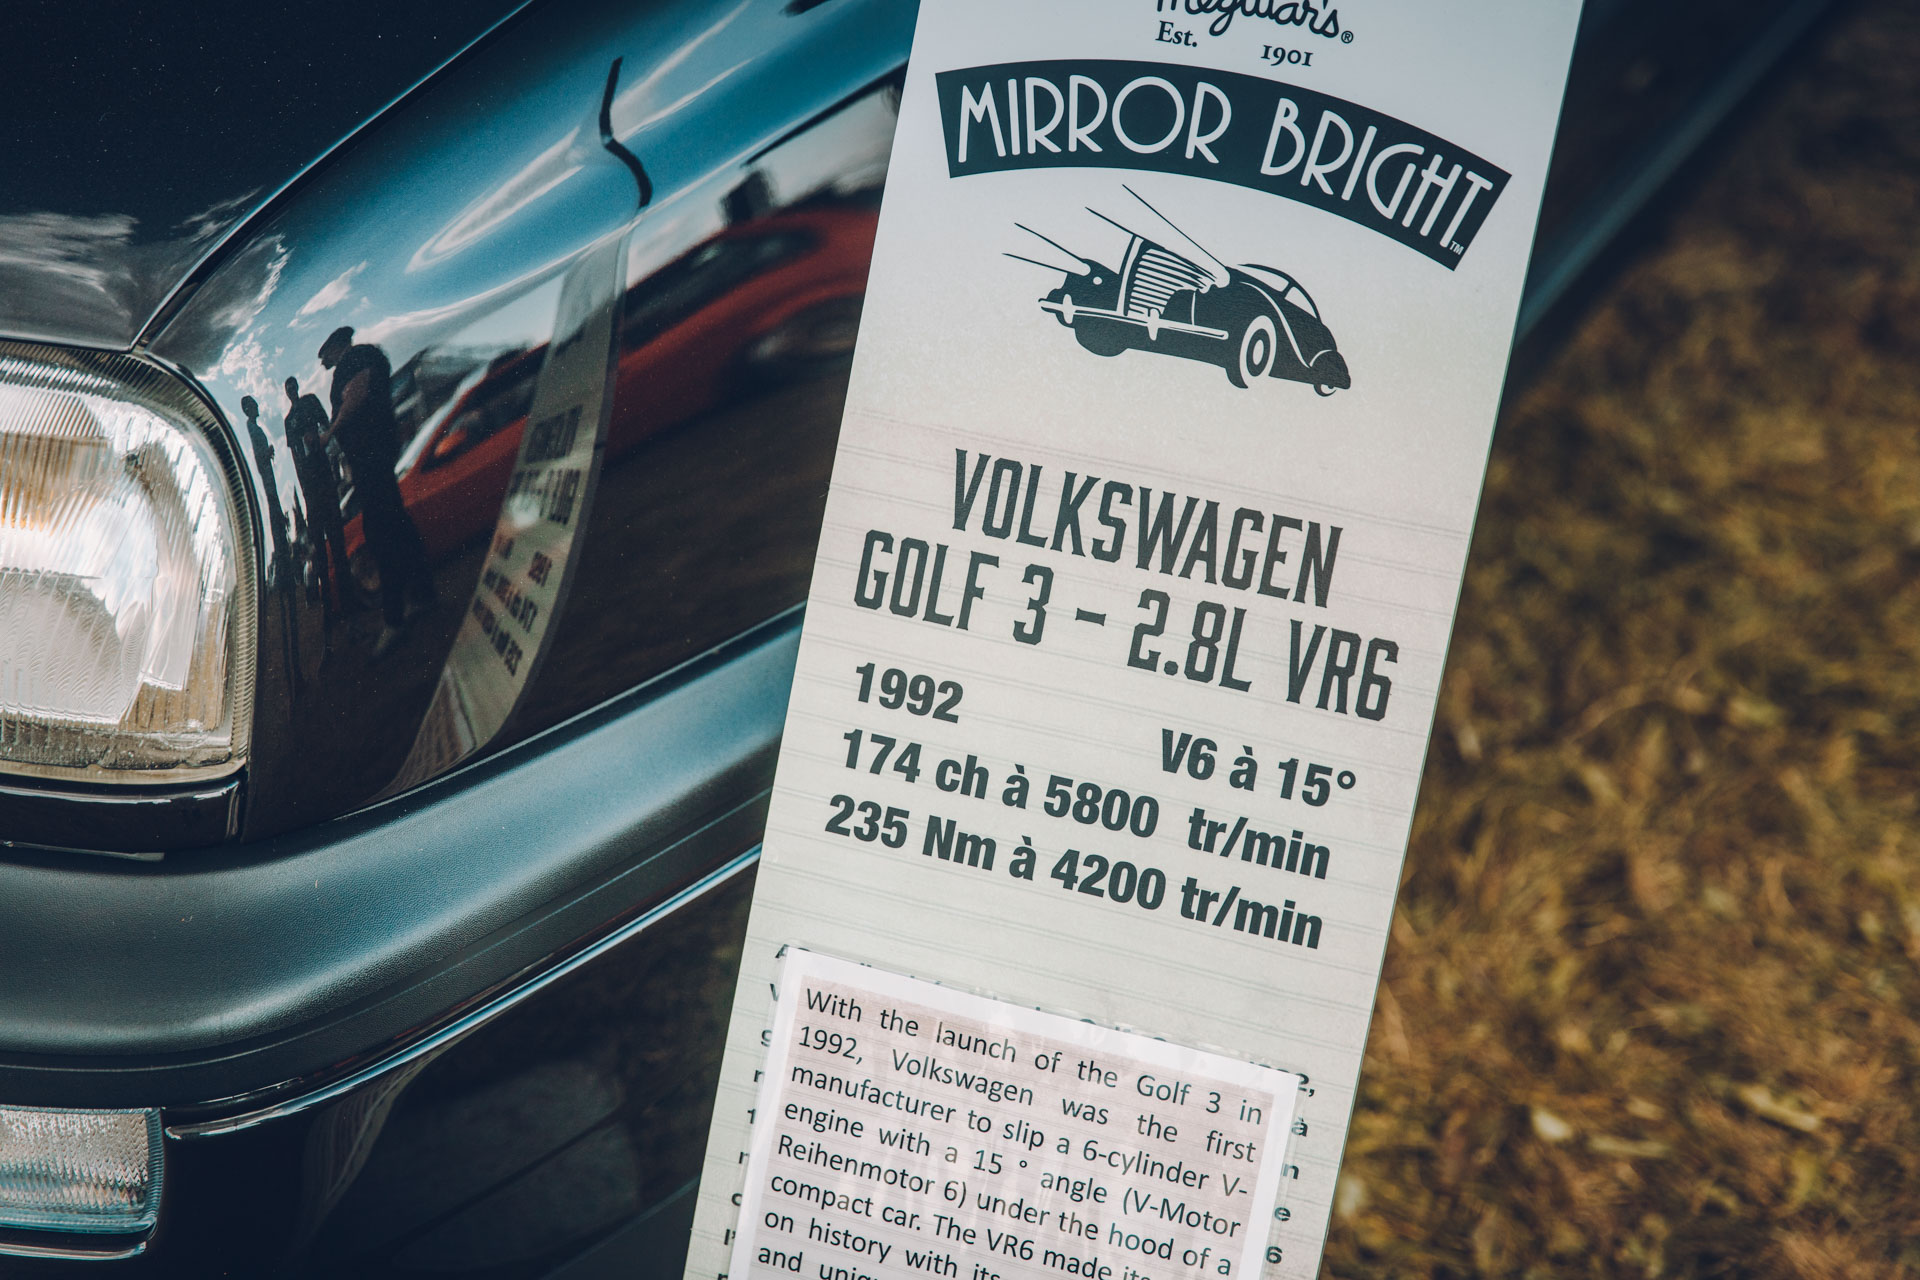 Meguiar's®
Est. 1901
MIRROR BRIGHT™
VOLKSWAGEN
GOLF 3 - 2.8L VR6
1992
V6 à 15°
174 ch à 5800 tr/min
235 Nm à 4200 tr/min
With the launch of the Golf 3 in
1992, Volkswagen was the first
manufacturer to slip a 6-cylinder V-
engine with a 15 ° angle (V-Motor
Reihenmotor 6) under the hood of a
compact car. The VR6 made its
on history with its
and